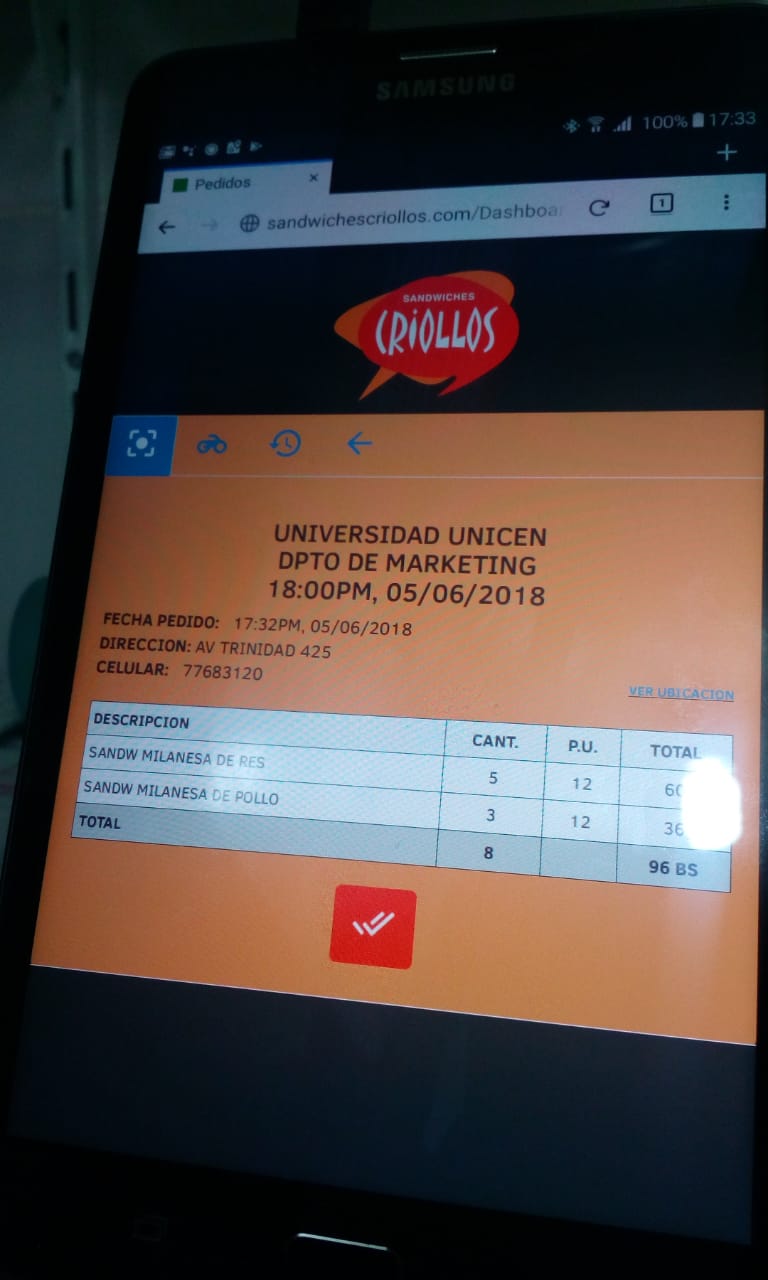 SAMSUNG
100% 17:33
Pedidos ×
sandwichescriollos.com/Dashboar 1
SANDWICHES
CRIOLLOS
UNIVERSIDAD UNICEN
DPTO DE MARKETING
18:00PM, 05/06/2018
FECHA PEDIDO: 17:32PM, 05/06/2018
DIRECCION: AV TRINIDAD 425
CELULAR: 77683120
VER UBICACION
DESCRIPCION CANT. P.U. TOTAL
SANDW MILANESA DE RES 5 12 60
SANDW MILANESA DE POLLO 3 12 36
TOTAL 8 96 BS